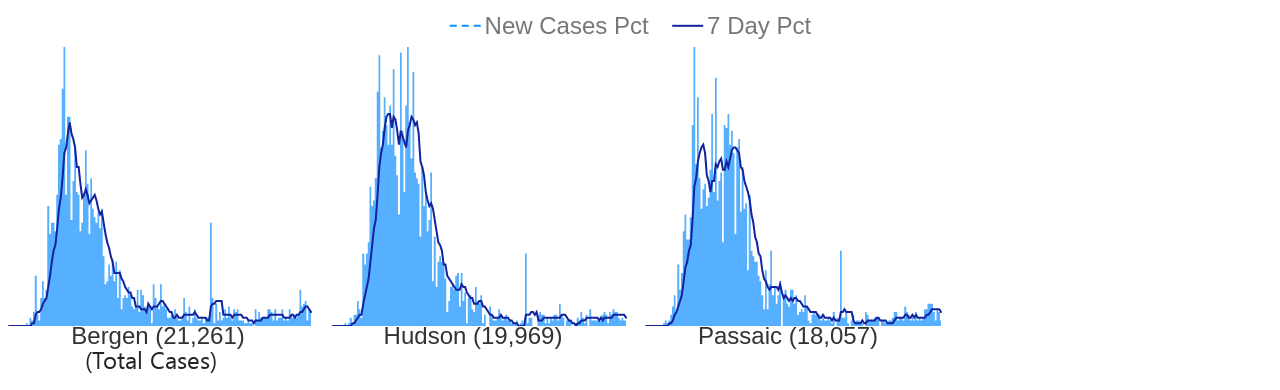 New Cases Pct 7 Day Pct
Bergen (21,261) Hudson (19,969) Passaic (18,057)
(Total Cases)